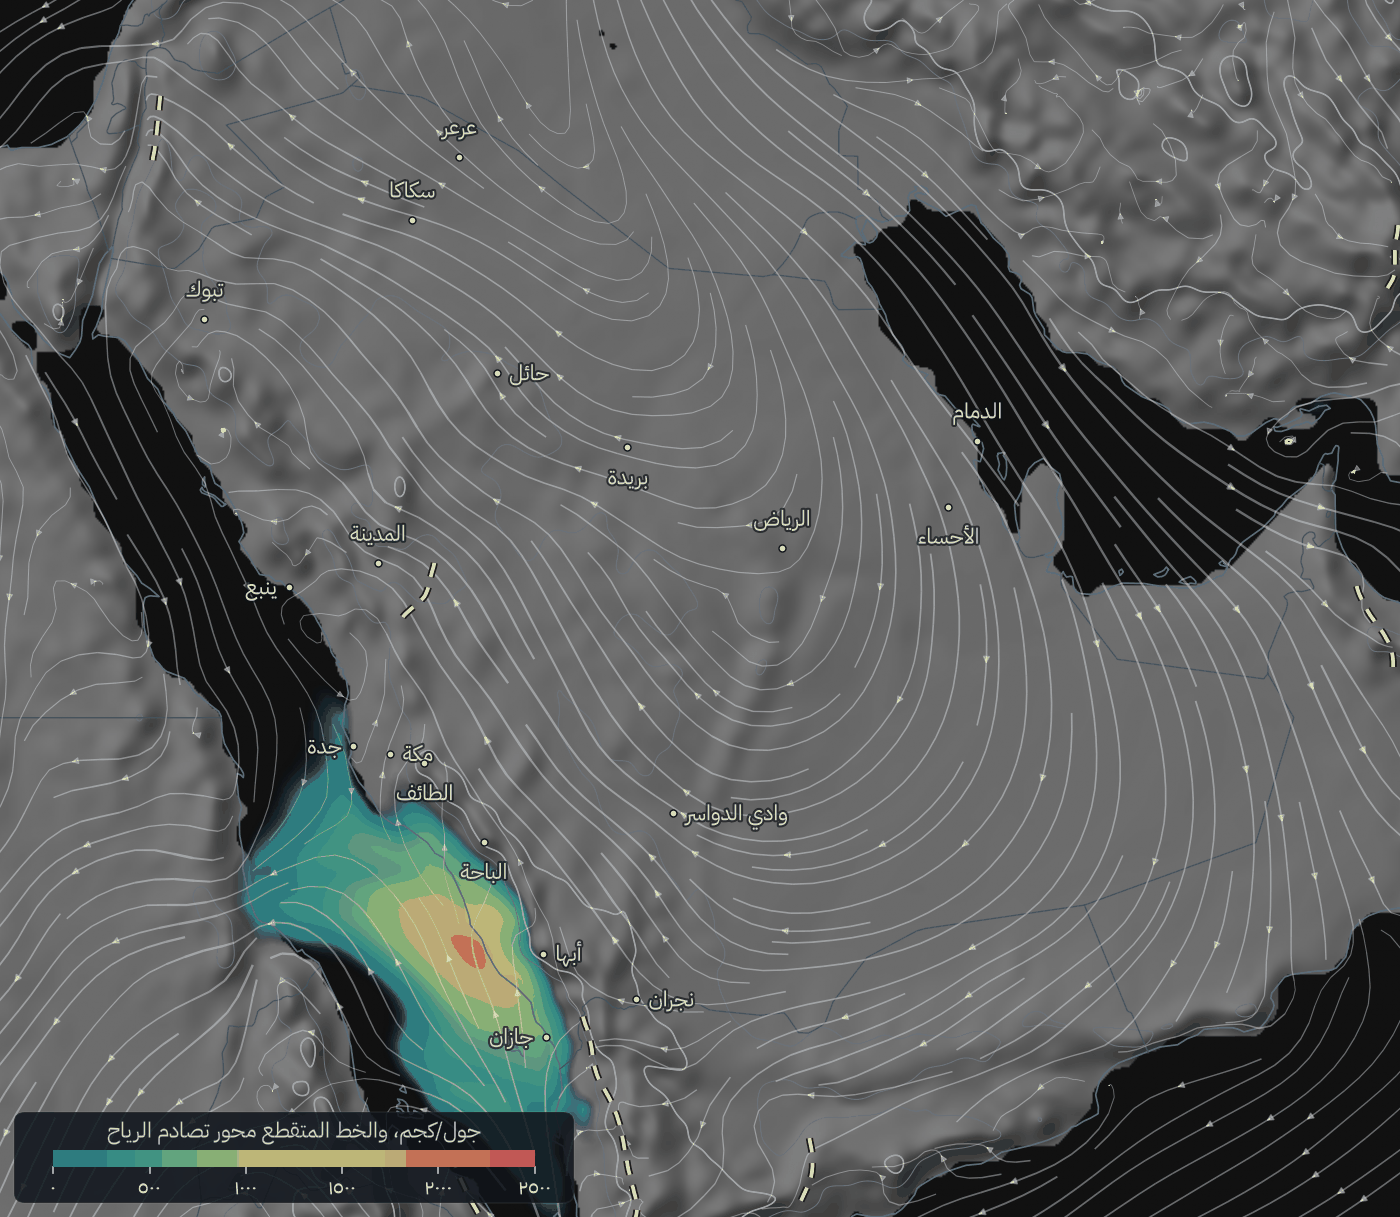 عرعر
سكاكا
تبوك
حائل
الدمام
بريدة
الرياض
الأحساء
المدينة
ينبع
جدة
مكة
الطائف
وادي الدواسر
الباحة
أبها
نجران
جازان
جول/كجم، والخط المتقطع محور تصادم الرياح
٠ ٥٠٠ ١٠٠٠ ١٥٠٠ ٢٠٠٠ ٢٥٠٠